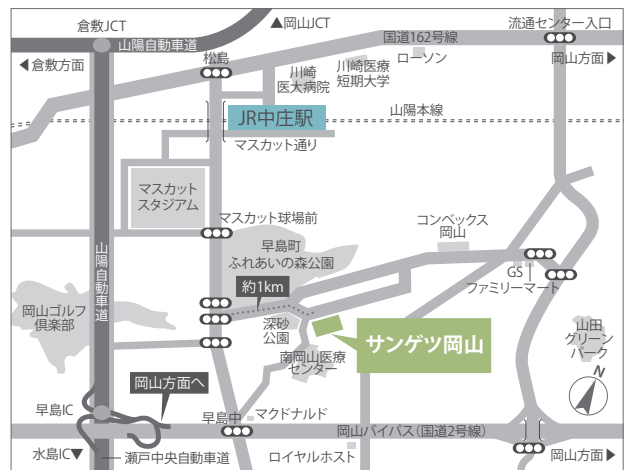 倉敷JCT
▲岡山JCT
流通センター入口
山陽自動車道
国道162号線
◀倉敷方面
松島
川崎
医大病院
川崎医療
短期大学
ローソン
岡山方面▶
JR中庄駅
山陽本線
マスカット通り
マスカット
スタジアム
マスカット球場前
コンベックス
岡山
早島町
ふれあいの森公園
山陽自動車道
GS
ファミリーマート
約1km
岡山ゴルフ
倶楽部
深砂
公園
サンゲツ岡山
山田
グリーン
パーク
南岡山医療
センター
N
岡山方面へ
早島IC
早島中
マクドナルド
岡山バイパス(国道2号線)
水島IC▼
瀬戸中央自動車道
ロイヤルホスト
岡山方面▶